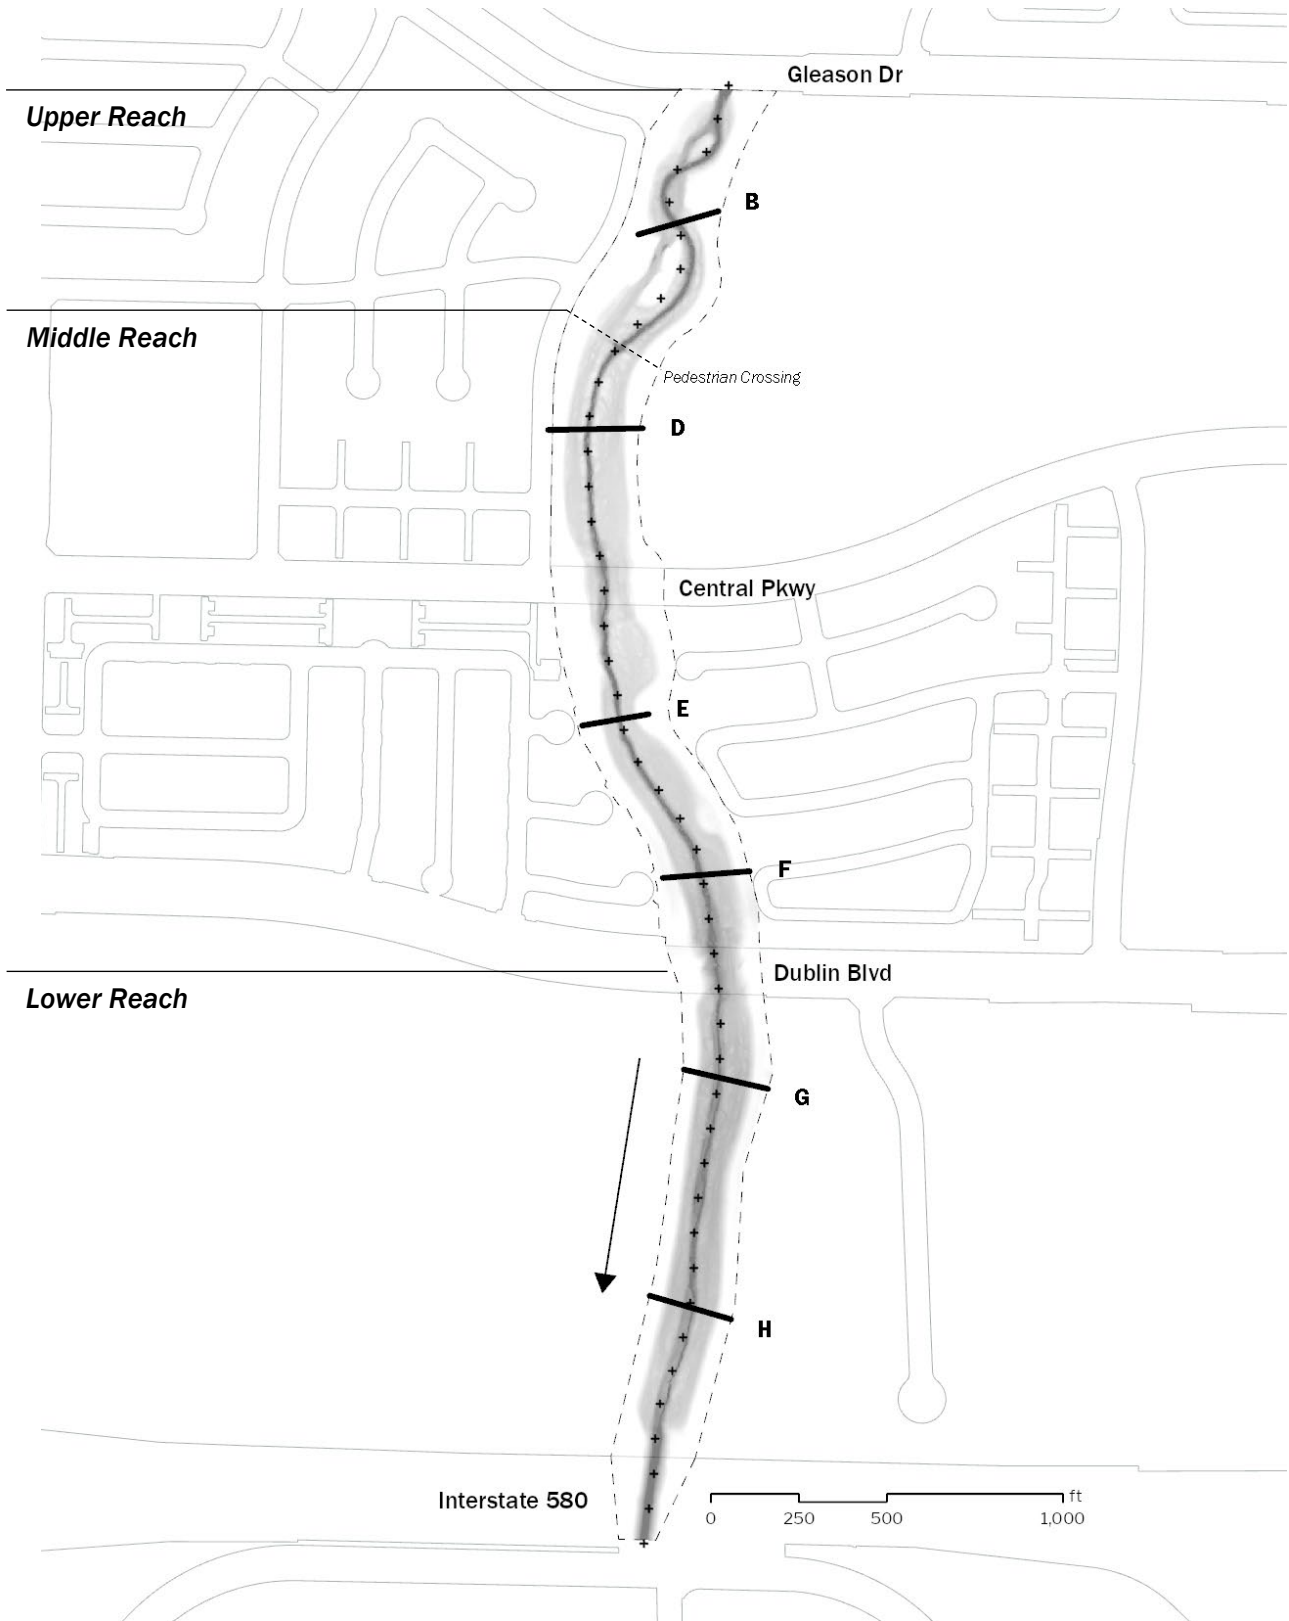 Gleason Dr
Upper Reach
B
Middle Reach
Pedestrian Crossing
D
Central Pkwy
E
F
Dublin Blvd
Lower Reach
G
H
Interstate 580
ft
0 250 500 1,000